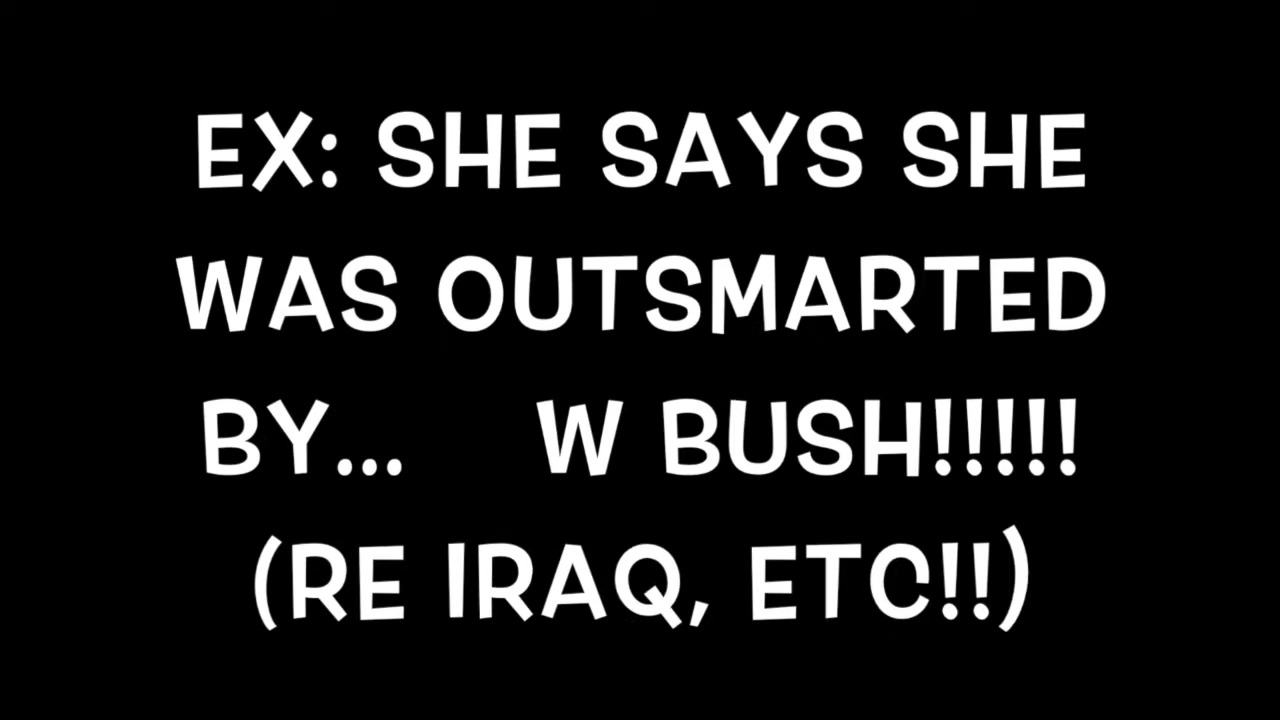 EX: SHE SAYS SHE
WAS OUTSMARTED
BY... W BUSH!!!!!
(RE IRAQ, ETC!!)